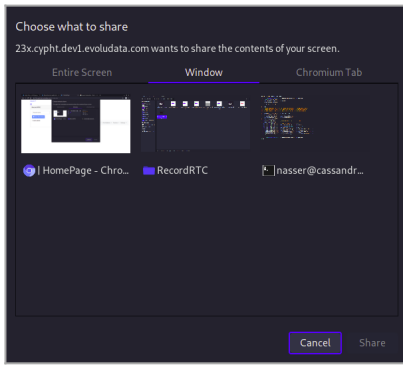 Choose what to share
23x.cypht.dev1.evoludata.com wants to share the contents of your screen.
Entire Screen Window Chromium Tab
| HomePage - Chro... RecordRTC nasser@cassandr...
Cancel Share